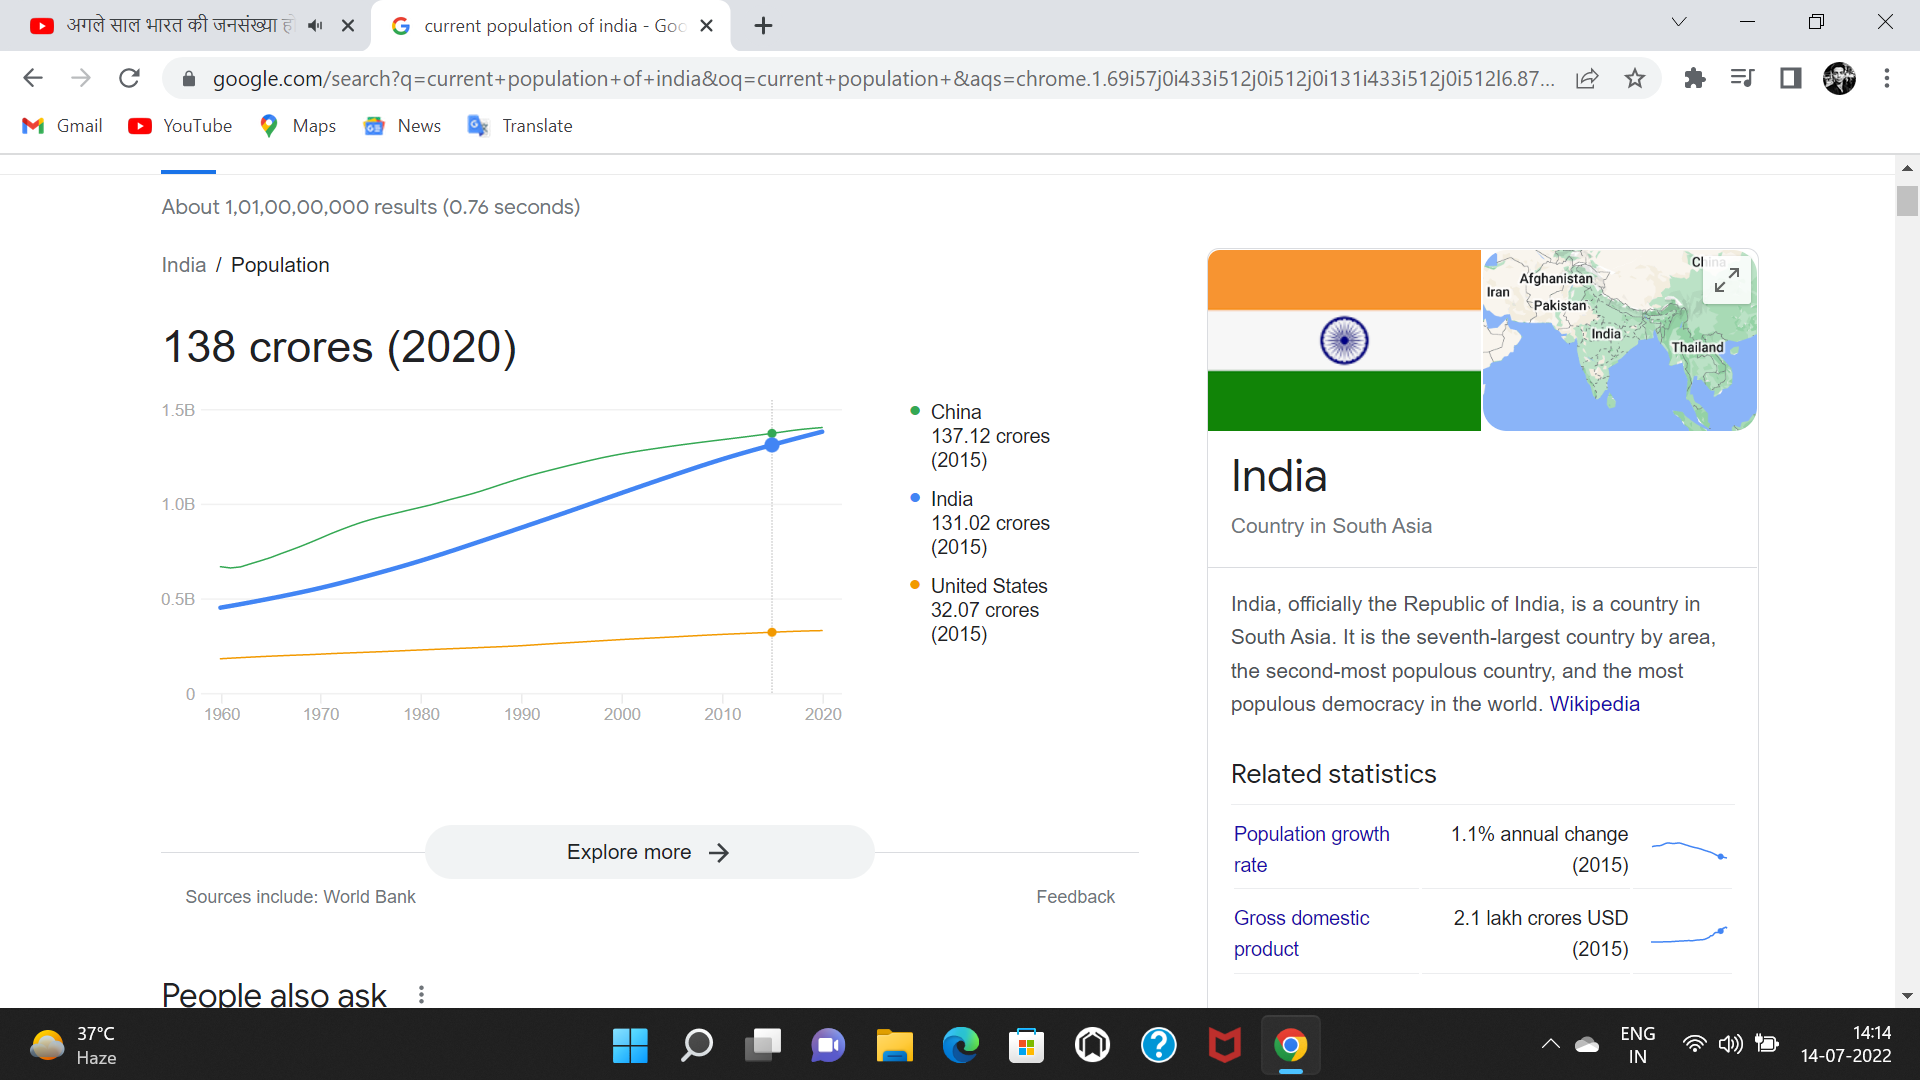 अगले साल भारत की जनसंख्या
current population of india - Goo
google.com/search?q=current+population+of+india&oq=current+population+&aqs=chrome.1.69i57j0i433i512j0i512j0i131i433i512j0i512l6.87...
Gmail
YouTube
Maps
News
Translate
About 1,01,00,00,000 results (0.76 seconds)
India / Population
138 crores (2020)
1.5B
1.0B
0.5B
0
1960 1970 1980 1990 2000 2010 2020
China
137.12 crores
(2015)
India
131.02 crores
(2015)
United States
32.07 crores
(2015)
Explore more
Sources include: World Bank
Feedback
People also ask
China
Afghanistan
Iran
Pakistan
India
Thailand
India
Country in South Asia
India, officially the Republic of India, is a country in
South Asia. It is the seventh-largest country by area,
the second-most populous country, and the most
populous democracy in the world. Wikipedia
Related statistics
Population growth
rate
1.1% annual change
(2015)
Gross domestic
product
2.1 lakh crores USD
(2015)
37°C
Haze
ENG
IN
14:14
14-07-2022